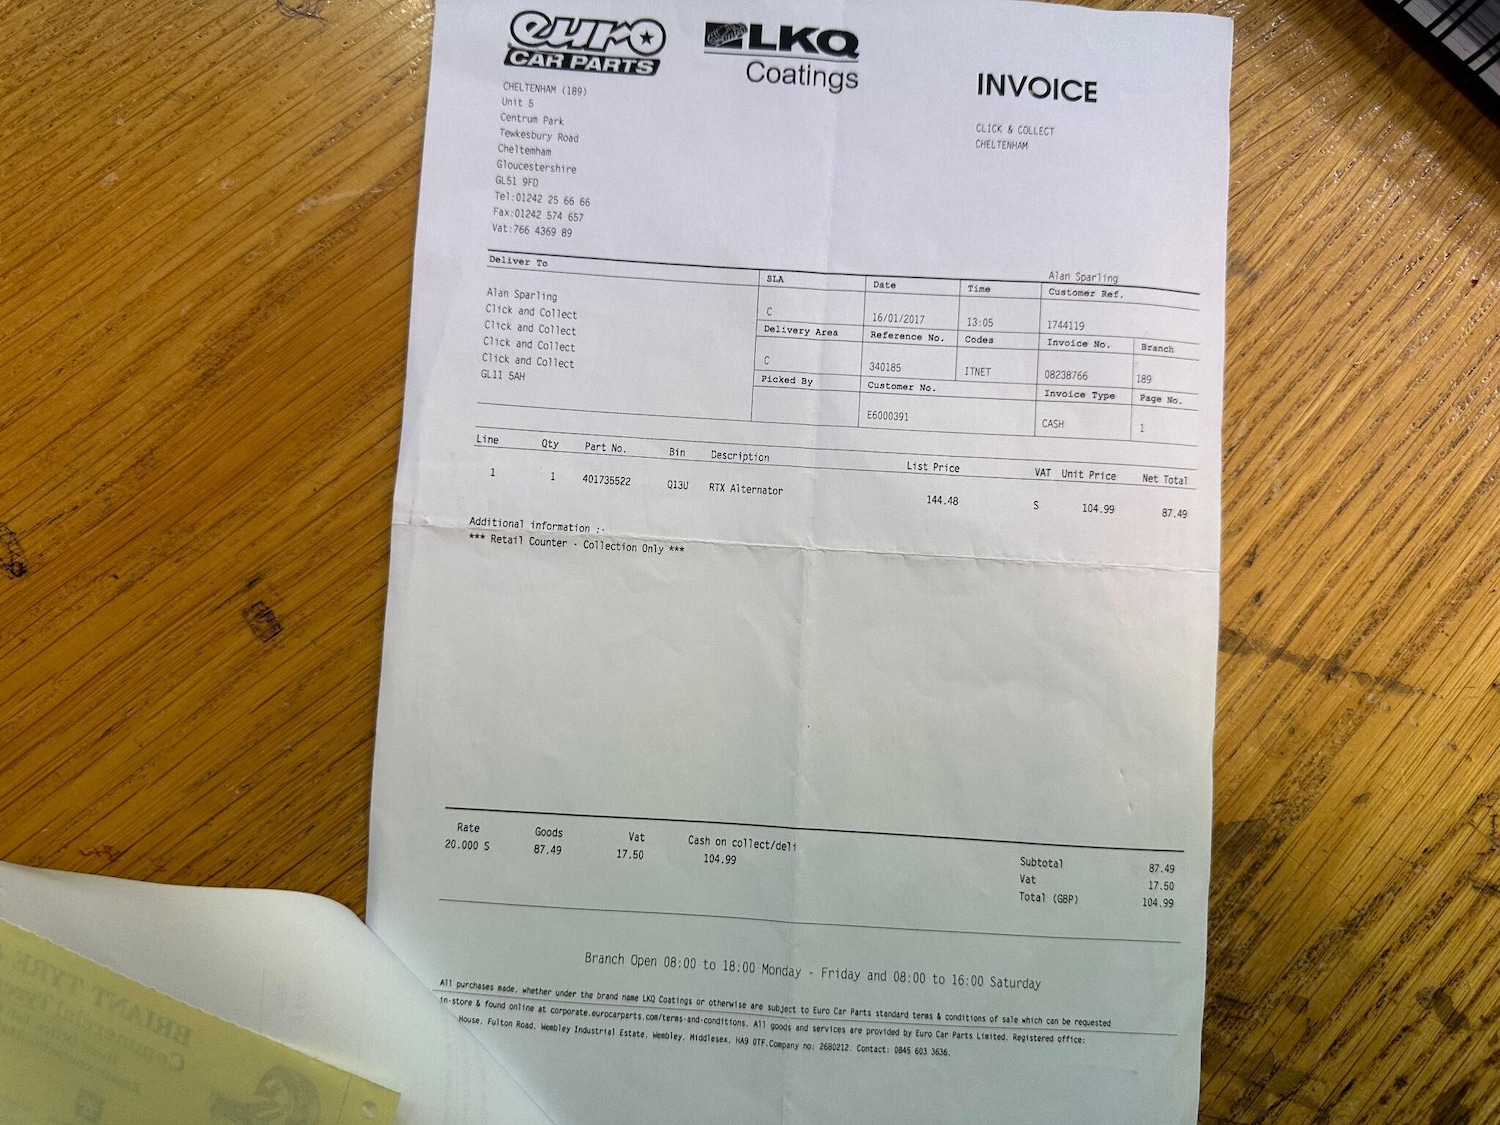 euro
CAR PARTS
LKQ
Coatings
INVOICE
CHELTENHAM (189)
Unit 5
Centrum Park
Tewkesbury Road
Cheltemham
Gloucestershire
GL51 9FD
Tel:01242 25 66 66
Fax:01242 574 657
Vat:766 4369 89
CLICK & COLLECT
CHELTENHAM
Deliver To
Alan Sparling
Click and Collect
Click and Collect
Click and Collect
Click and Collect
GL11 5AH
Alan Sparling
SLA Date Time Customer Ref.
C 16/01/2017 13:05 1744119
Delivery Area Reference No. Codes Invoice No. Branch
C 340185 ITNET 08238766 189
Picked By Customer No. Invoice Type Page No.
E6000391 CASH 1
Line Qty Part No. Bin Description List Price VAT Unit Price Net Total
1 1 401735522 Q13U RTX Alternator 144.48 S 104.99 87.49
Additional information :-
*** Retail Counter - Collection Only ***
Rate Goods Vat Cash on collect/deli
20.000 S 87.49 17.50 104.99
Subtotal 87.49
Vat 17.50
Total (GBP) 104.99
Branch Open 08:00 to 18:00 Monday - Friday and 08:00 to 16:00 Saturday
All purchases made, whether under the brand name LKQ Coatings or otherwise are subject to Euro Car Parts standard terms & conditions of sale which can be requested
in-store & found online at corporate.eurocarparts.com/terms-and-conditions. All goods and services are provided by Euro Car Parts Limited. Registered office:
House, Fulton Road, Wembley Industrial Estate, Wembley, Middlesex, HA9 0TF.Company no: 2680212. Contact: 0845 603 3636.
BRIANT TYRE